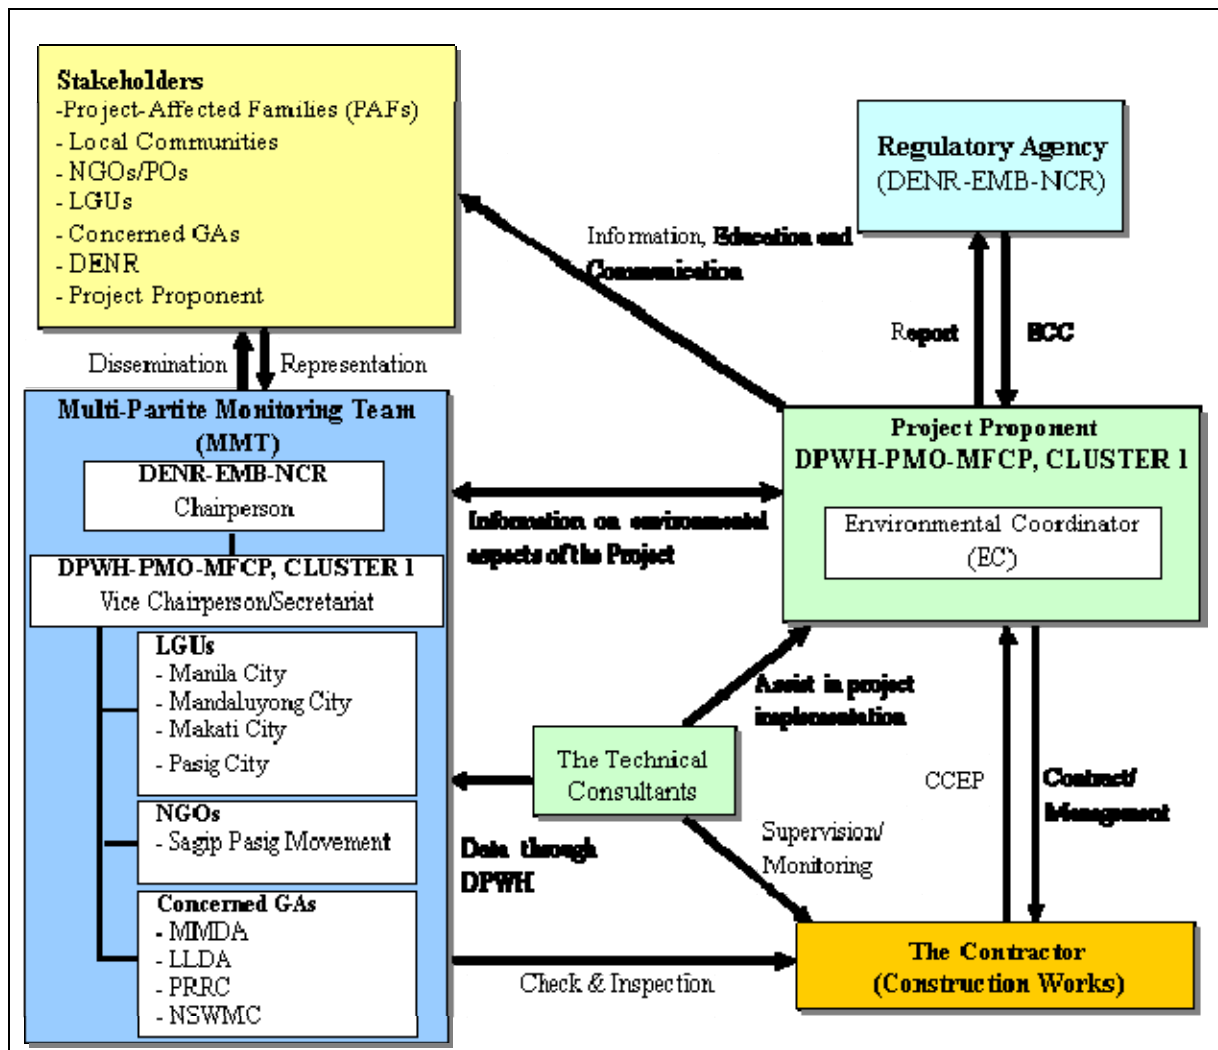 Stakeholders
-Project-Affected Families (PAFs)
- Local Communities
- NGOs/POs
- LGUs
- Concerned GAs
- DENR
- Project Proponent
Regulatory Agency
(DENR-EMB-NCR)
Information, Education and
Communication
Report
ECC
Dissemination
Representation
Multi-Partite Monitoring Team
(MMT)
DENR-EMB-NCR
Chairperson
DPWH-PMO-MFCP, CLUSTER 1
Vice Chairperson/Secretariat
LGUs
- Manila City
- Mandaluyong City
- Makati City
- Pasig City
NGOs
- Sagip Pasig Movement
Concerned GAs
- MMDA
- LLDA
- PRRC
- NSWMC
Project Proponent
DPWH-PMO-MFCP, CLUSTER 1
Environmental Coordinator
(EC)
Information on environmental
aspects of the Project
Assist in project
implementation
The Technical
Consultants
Data through
DPWH
Supervision/
Monitoring
CCEP
Contract/
Management
Check & Inspection
The Contractor
(Construction Works)